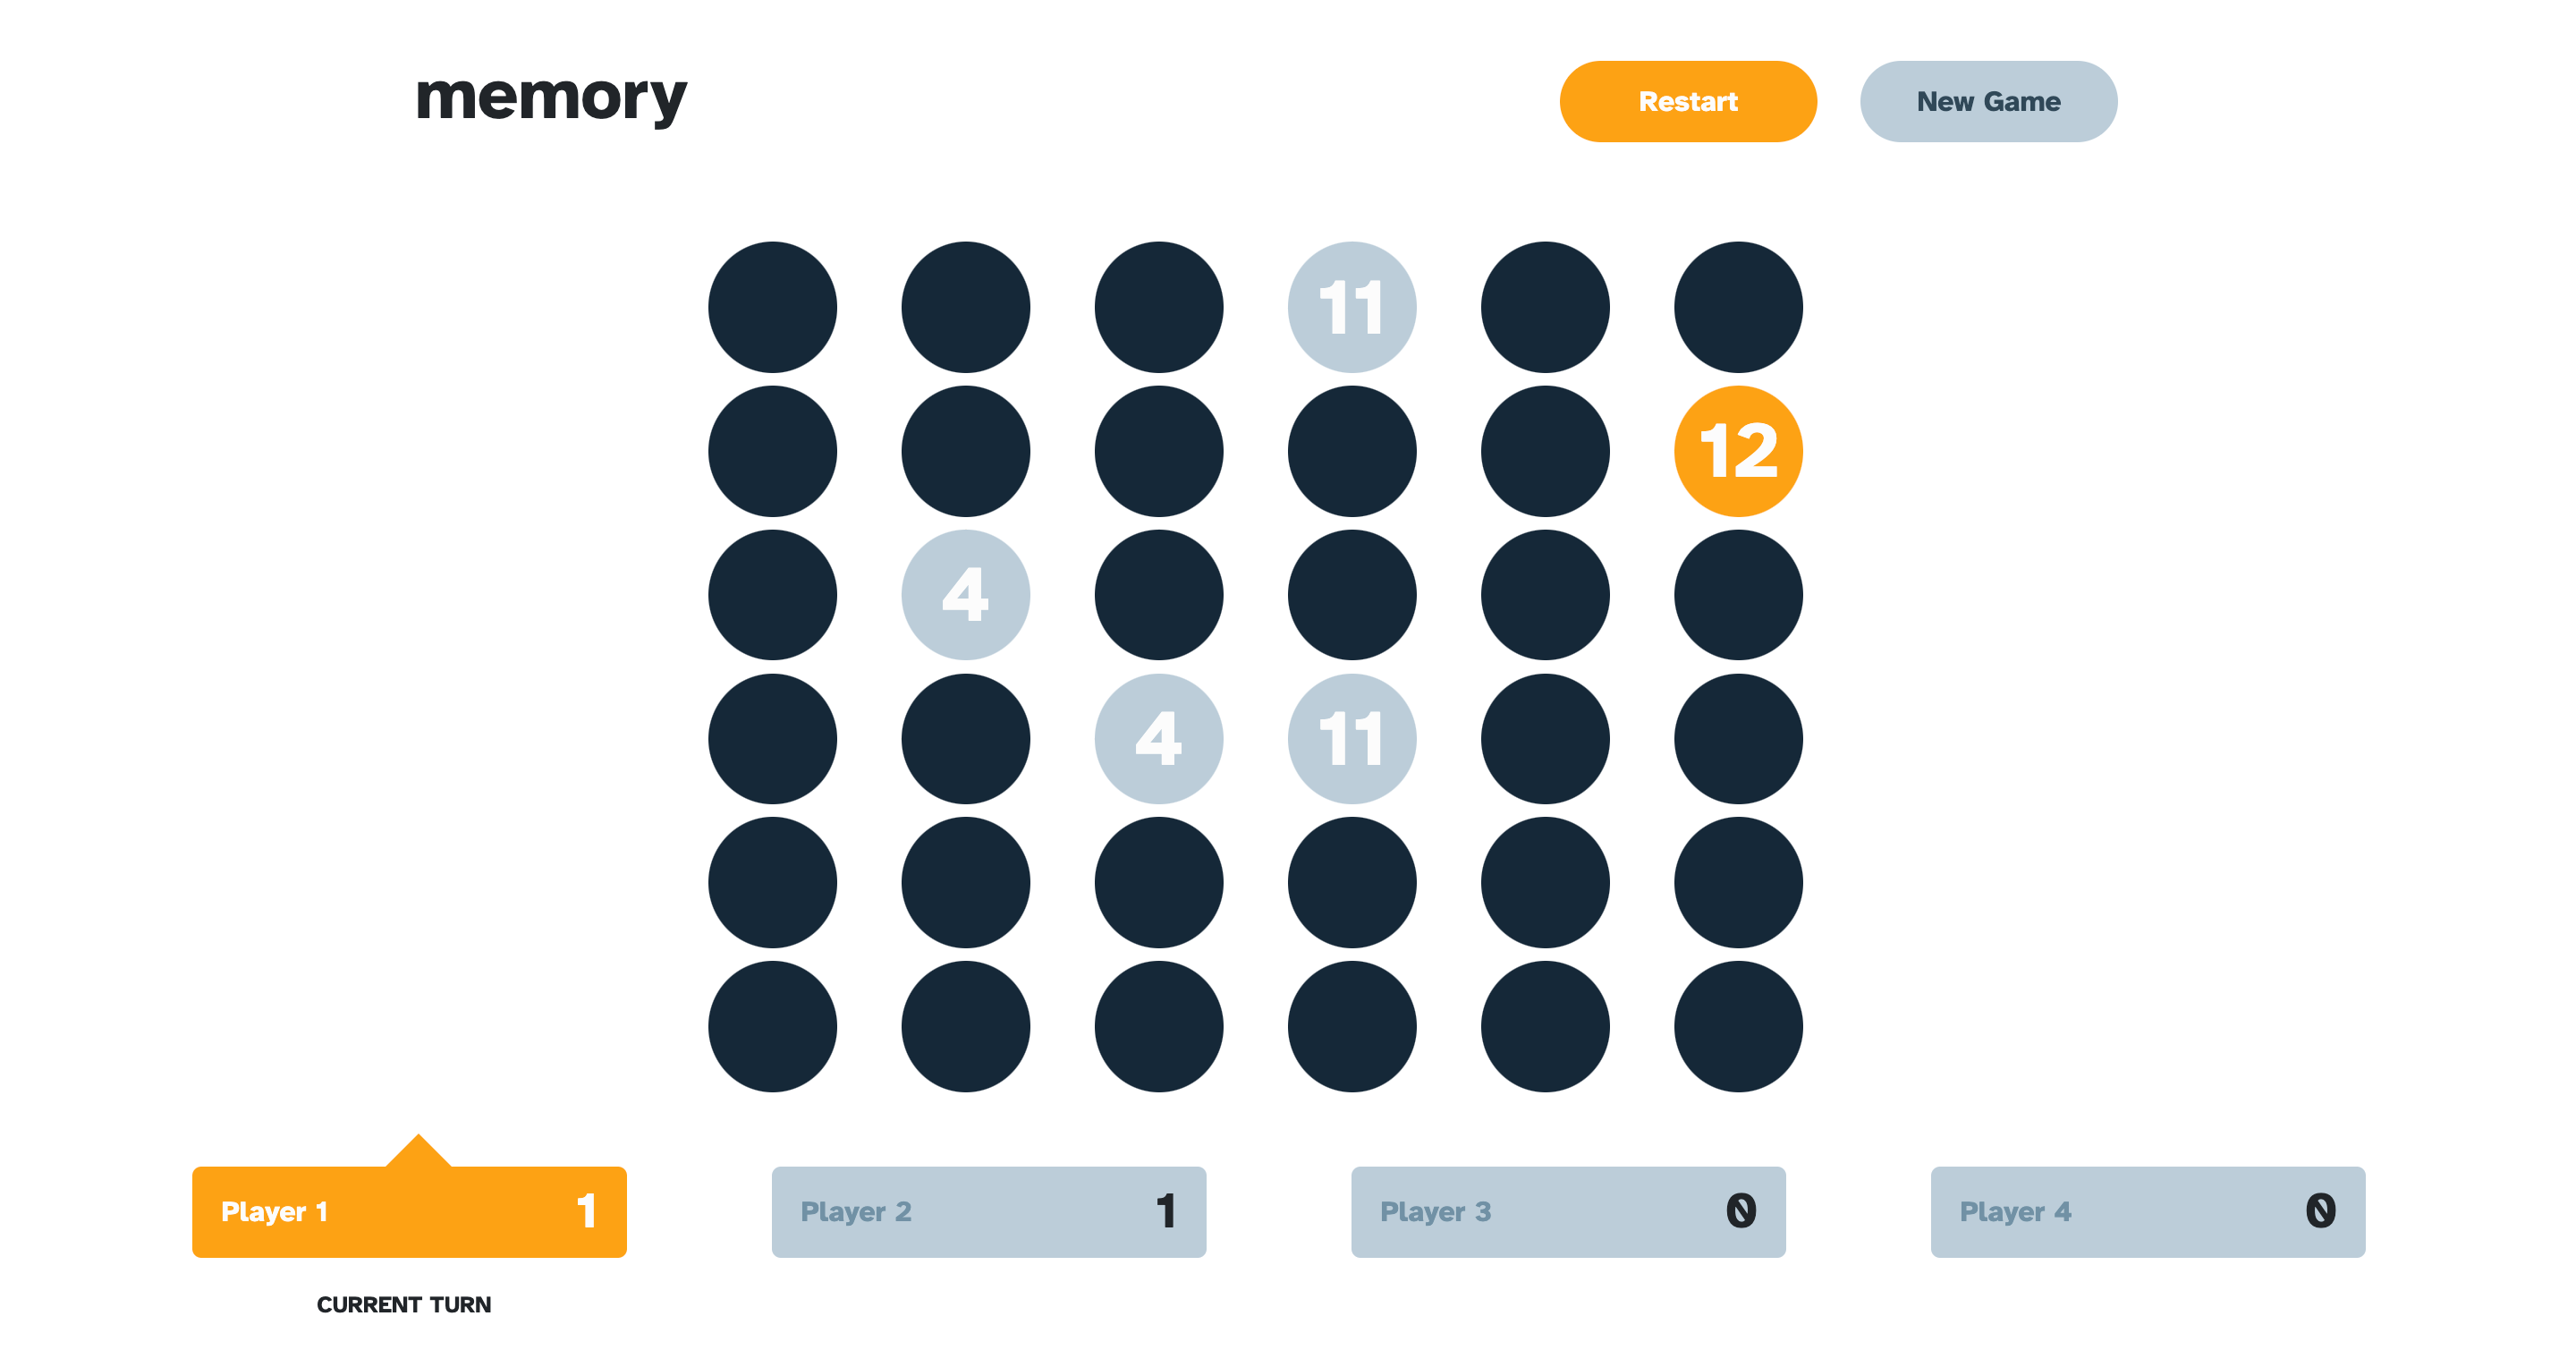 memory
Restart
New Game
11
12
4
4 11
Player 1 1
Player 2 1
Player 3 0
Player 4 0
CURRENT TURN